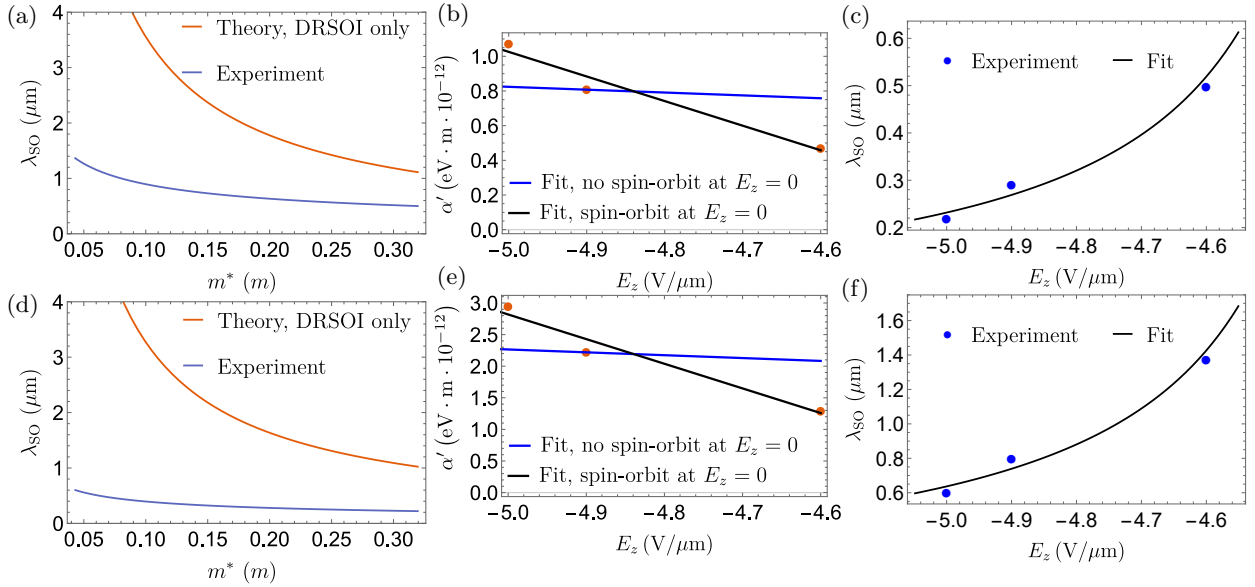 (a)
4
3
2
1
0
λSO (μm)
0.05 0.10 0.15 0.20 0.25 0.30
m* (m)
Theory, DRSOI only
Experiment
(b)
1.0
0.8
0.6
0.4
0.2
0.0
α′ (eV · m · 10⁻¹²)
Fit, no spin-orbit at Ez = 0
Fit, spin-orbit at Ez = 0
−5.0 −4.9 −4.8 −4.7 −4.6
Ez (V/μm)
(c)
0.6
0.5
0.4
0.3
0.2
λSO (μm)
Experiment Fit
−5.0 −4.9 −4.8 −4.7 −4.6
Ez (V/μm)
(d)
4
3
2
1
0
λSO (μm)
Theory, DRSOI only
Experiment
0.05 0.10 0.15 0.20 0.25 0.30
m* (m)
(e)
3.0
2.5
2.0
1.5
1.0
0.5
0.0
α′ (eV · m · 10⁻¹²)
Fit, no spin-orbit at Ez = 0
Fit, spin-orbit at Ez = 0
−5.0 −4.9 −4.8 −4.7 −4.6
Ez (V/μm)
(f)
1.6
1.4
1.2
1.0
0.8
0.6
λSO (μm)
Experiment Fit
−5.0 −4.9 −4.8 −4.7 −4.6
Ez (V/μm)